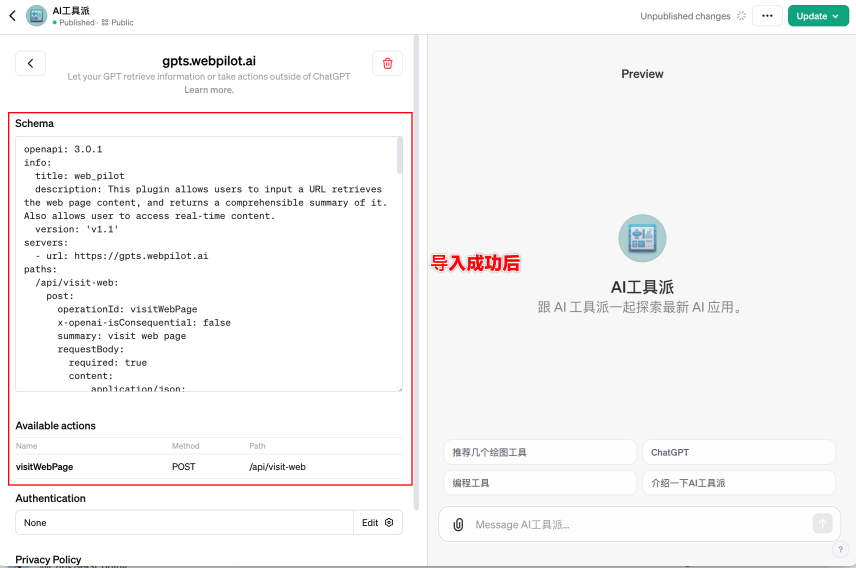 AI工具派
Published · Public
Unpublished changes
Update
gpts.webpilot.ai
Let your GPT retrieve information or take actions outside of ChatGPT
Learn more.
Schema
openapi: 3.0.1
info:
  title: web_pilot
  description: This plugin allows users to input a URL retrieves
the web page content, and returns a comprehensible summary of it.
Also allows user to access real-time content.
  version: 'v1.1'
servers:
  - url: https://gpts.webpilot.ai
paths:
  /api/visit-web:
    post:
      operationId: visitWebPage
      x-openai-isConsequential: false
      summary: visit web page
      requestBody:
        required: true
        content:
            application/json:
Available actions
Name Method Path
visitWebPage POST /api/visit-web
Authentication
None Edit
Privacy Policy
导入成功后
Preview
AI工具派
跟 AI 工具派一起探索最新 AI 应用。
推荐几个绘图工具
ChatGPT
编程工具
介绍一下AI工具派
Message AI工具派…
?